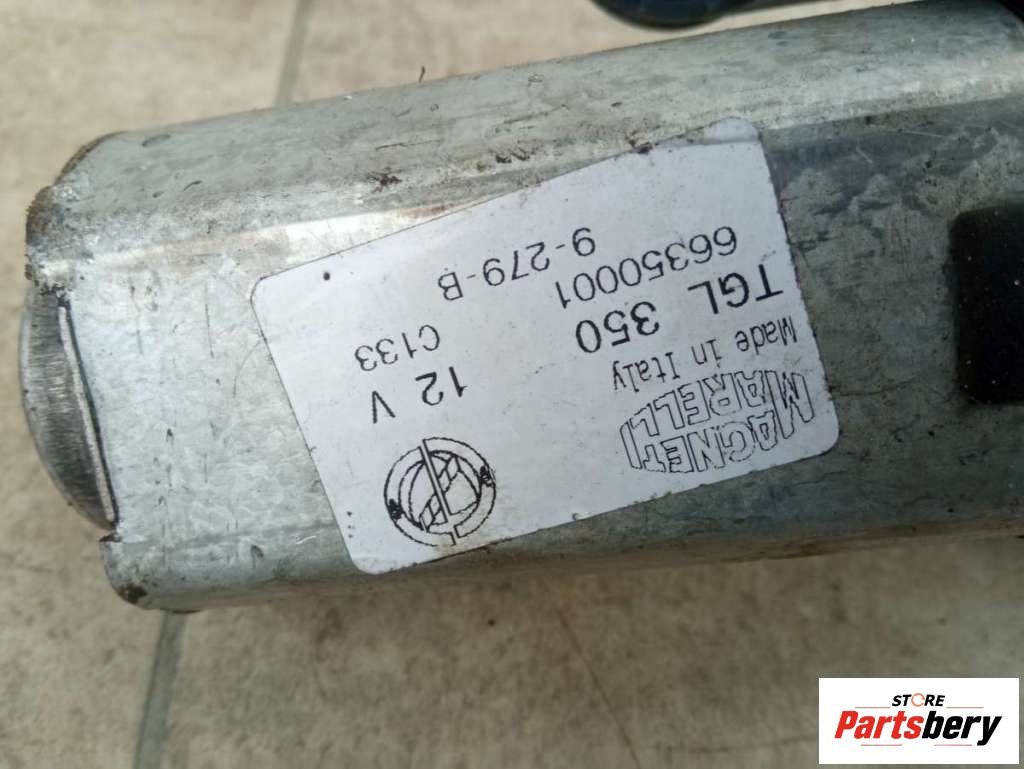 MAGNETI
MARELLI
Made in Italy
TGL 350 12 V
66350001 C133
9-279-B
STORE
Partsbery